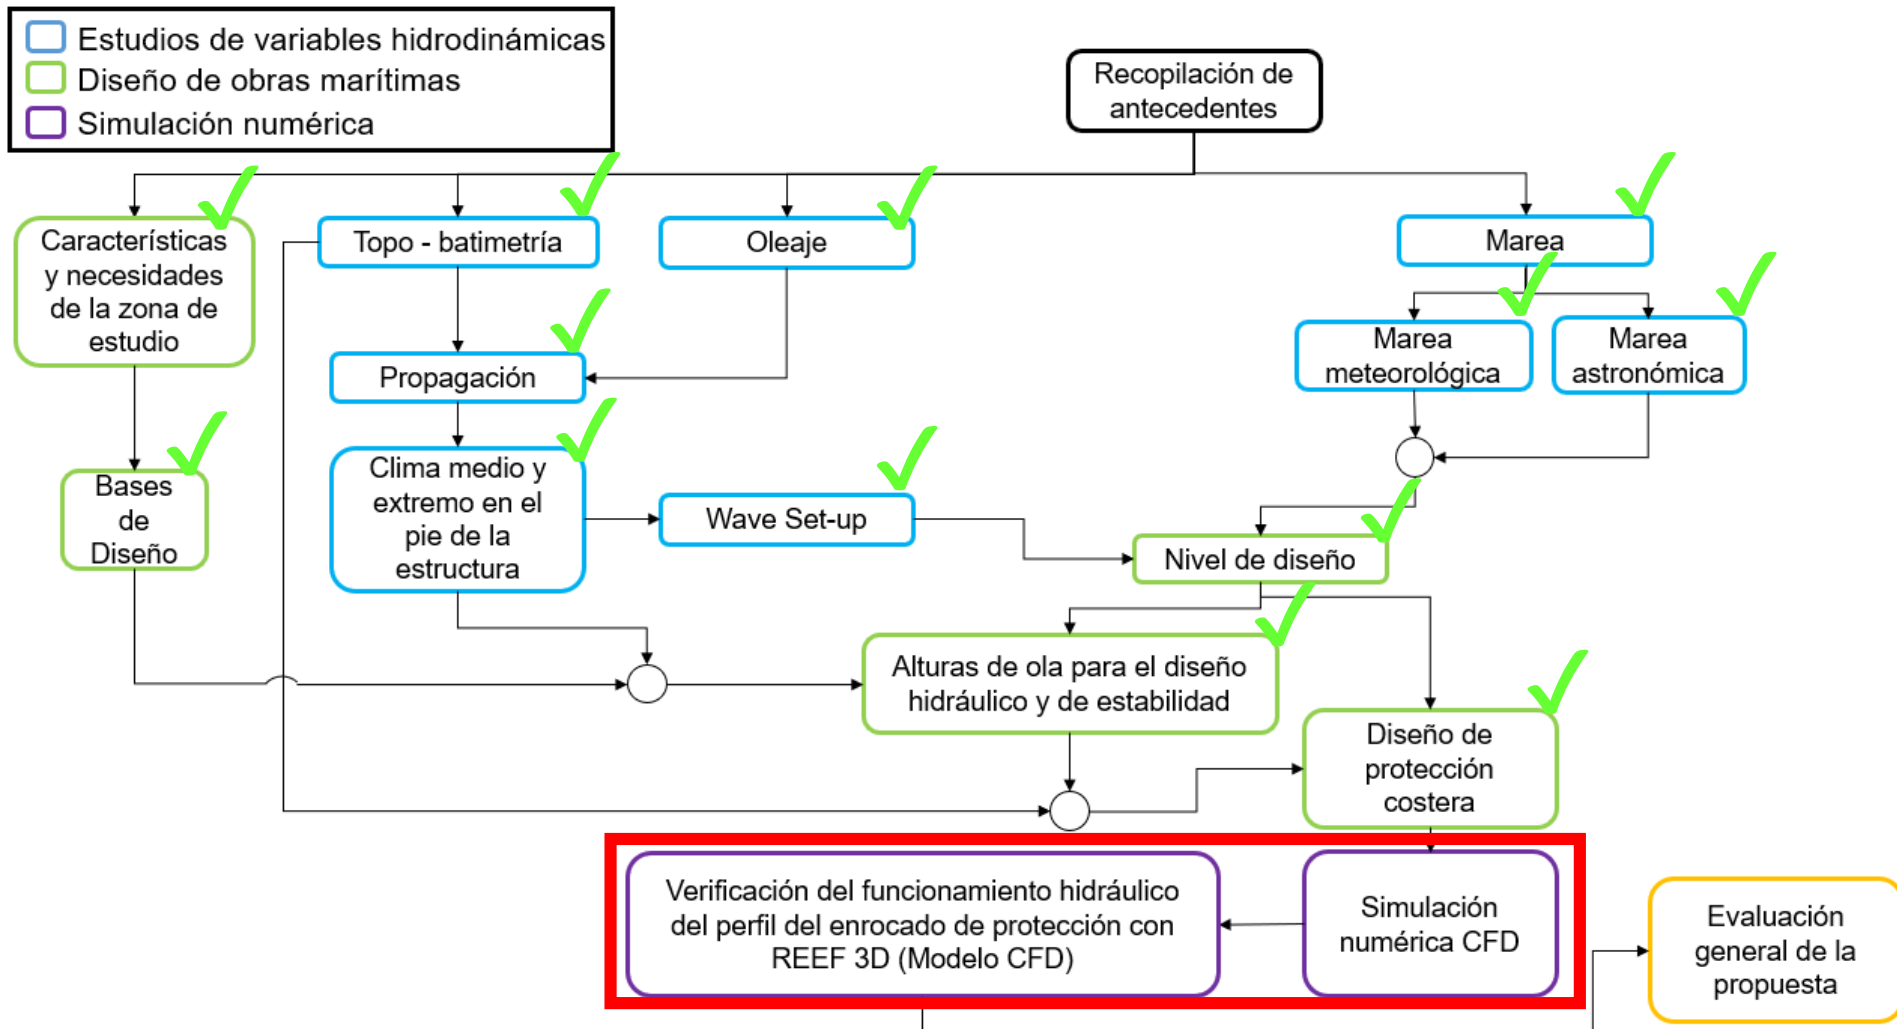 Estudios de variables hidrodinámicas
Diseño de obras marítimas
Simulación numérica
Recopilación de
antecedentes
Características
y necesidades
de la zona de
estudio
Topo - batimetría
Oleaje
Marea
Marea
meteorológica
Marea
astronómica
Propagación
Bases
de
Diseño
Clima medio y
extremo en el
pie de la
estructura
Wave Set-up
Nivel de diseño
Alturas de ola para el diseño
hidráulico y de estabilidad
Diseño de
protección
costera
Verificación del funcionamiento hidráulico
del perfil del enrocado de protección con
REEF 3D (Modelo CFD)
Simulación
numérica CFD
Evaluación
general de la
propuesta